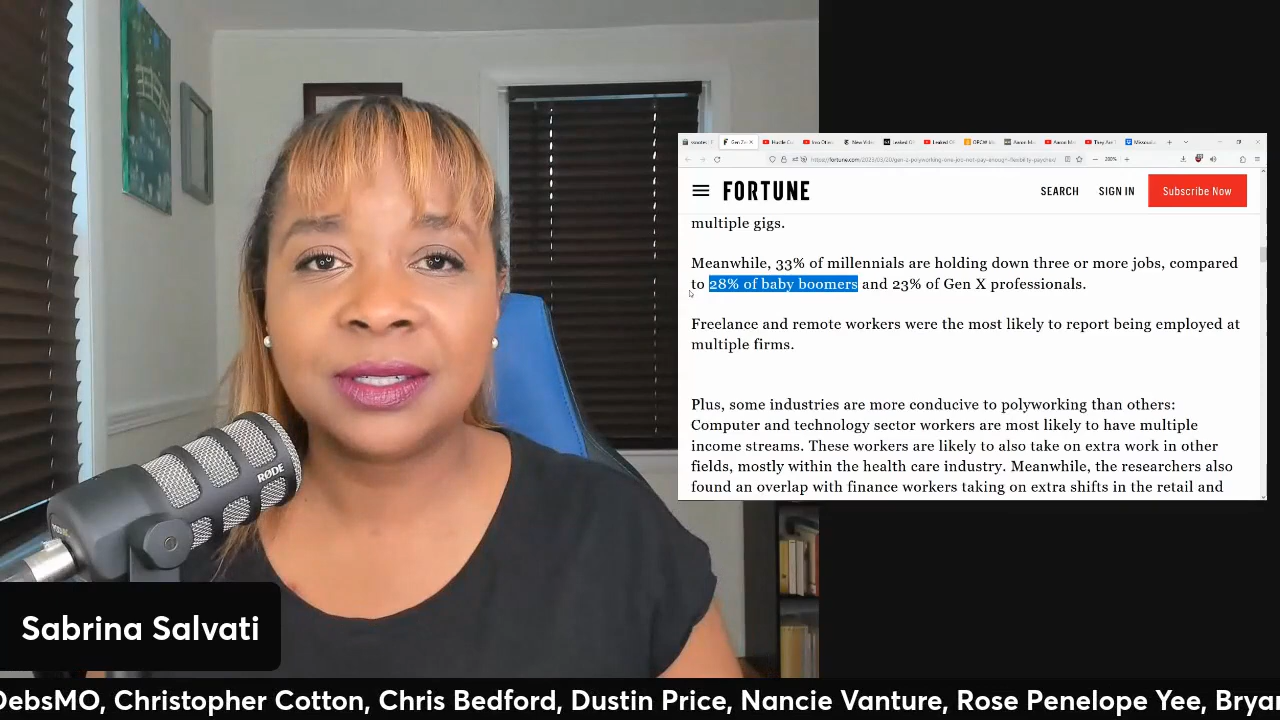 RØDE
Sabrina Salvati
DebsMO, Christopher Cotton, Chris Bedford, Dustin Price, Nancie Vanture, Rose Penelope Yee, Bryan
FORTUNE
SEARCH
SIGN IN
Subscribe Now
multiple gigs.
Meanwhile, 33% of millennials are holding down three or more jobs, compared
to 28% of baby boomers and 23% of Gen X professionals.
Freelance and remote workers were the most likely to report being employed at
multiple firms.
Plus, some industries are more conducive to polyworking than others:
Computer and technology sector workers are most likely to have multiple
income streams. These workers are likely to also take on extra work in other
fields, mostly within the health care industry. Meanwhile, the researchers also
found an overlap with finance workers taking on extra shifts in the retail and